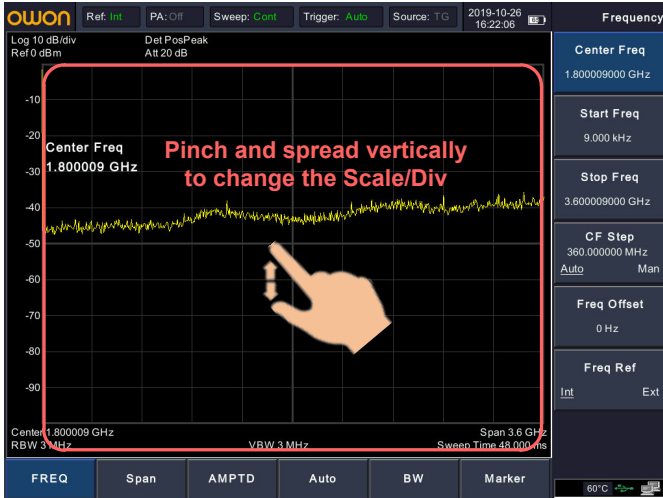 OWON Ref: Int PA: Off Sweep: Cont Trigger: Auto Source: TG 2019-10-26 Frequency
16:22:06
Log 10 dB/div Det PosPeak
Ref 0 dBm Att 20 dB
Center Freq
1.800009000 GHz
-10
Start Freq
9.000 kHz
-20
Center Freq
1.800009 GHz
Pinch and spread vertically
to change the Scale/Div
-30
Stop Freq
3.600009000 GHz
-40
CF Step
360.000000 MHz
Auto Man
-50
-60
Freq Offset
0 Hz
-70
-80
Freq Ref
Int Ext
-90
Center 1.800009 GHz Span 3.6 GHz
RBW 3 MHz VBW 3 MHz Sweep Time 48.000 ms
FREQ Span AMPTD Auto BW Marker
60°C